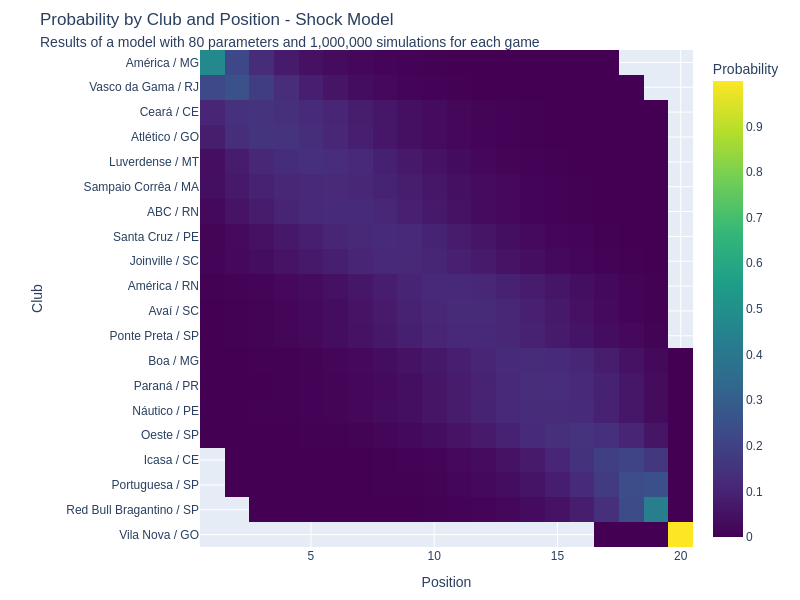 Probability by Club and Position - Shock Model
Results of a model with 80 parameters and 1,000,000 simulations for each game
Probability
América / MG
Vasco da Gama / RJ
Ceará / CE
Atlético / GO
Luverdense / MT
Sampaio Corrêa / MA
ABC / RN
Santa Cruz / PE
Joinville / SC
América / RN
Avaí / SC
Ponte Preta / SP
Boa / MG
Paraná / PR
Náutico / PE
Oeste / SP
Icasa / CE
Portuguesa / SP
Red Bull Bragantino / SP
Vila Nova / GO
Club
5
10
15
20
Position
0.9
0.8
0.7
0.6
0.5
0.4
0.3
0.2
0.1
0